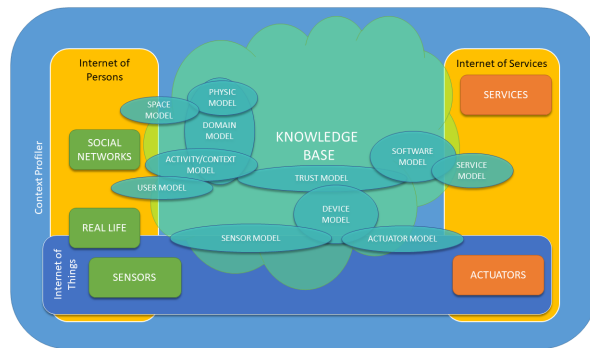 Internet of
Persons
Internet of Services
PHYSIC
MODEL
SPACE
MODEL
SERVICES
DOMAIN
MODEL
KNOWLEDGE
BASE
SOCIAL
NETWORKS
SOFTWARE
MODEL
ACTIVITY/CONTEXT
MODEL
SERVICE
MODEL
TRUST MODEL
USER MODEL
Context Profiler
DEVICE
MODEL
REAL LIFE
SENSOR MODEL
ACTUATOR MODEL
Internet of
Things
SENSORS
ACTUATORS